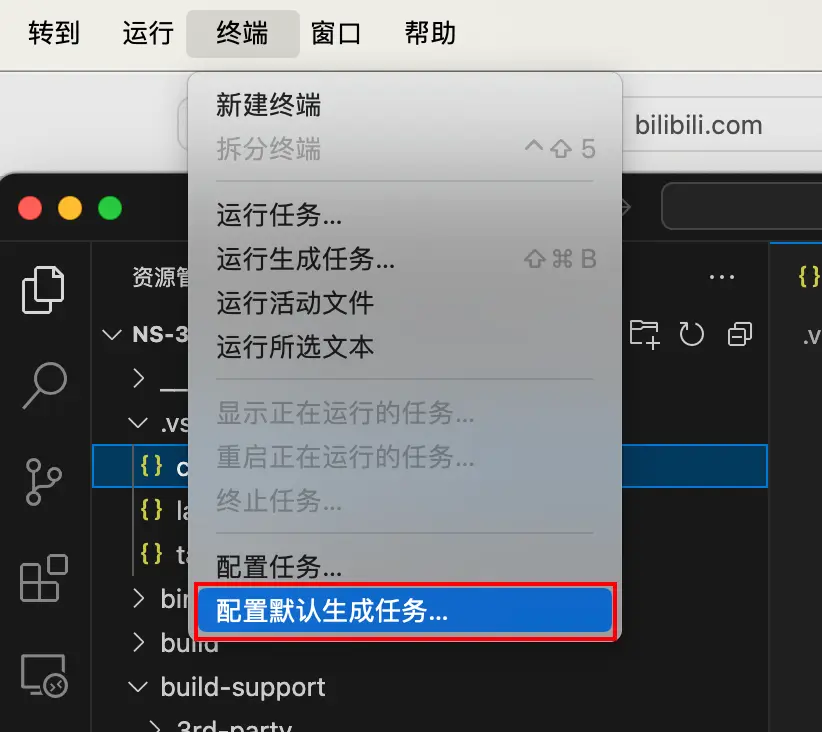 转到 运行 终端 窗口 帮助
新建终端
bilibili.com
拆分终端 ^⇧5
运行任务...
运行生成任务... ⇧⌘B
资源管
...
{}
运行活动文件
NS-3
运行所选文本
.v
显示正在运行的任务...
.vs
重启正在运行的任务...
{} c
终止任务...
{} la
{} ta
配置任务...
bin
配置默认生成任务...
build
build-support
3rd-party